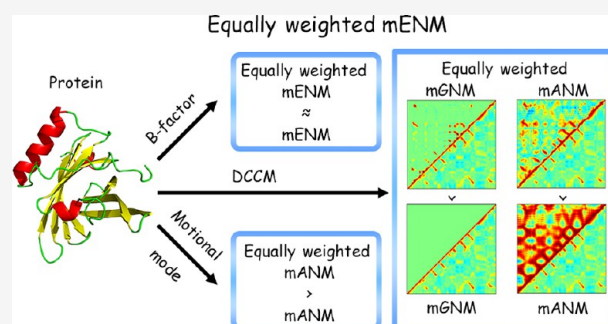 Equally weighted mENM
Protein
B-factor
Equally weighted
mENM
≈
mENM
DCCM
Motional
mode
Equally weighted
mANM
>
mANM
Equally weighted
mGNM
mANM
>
>
mGNM
mANM